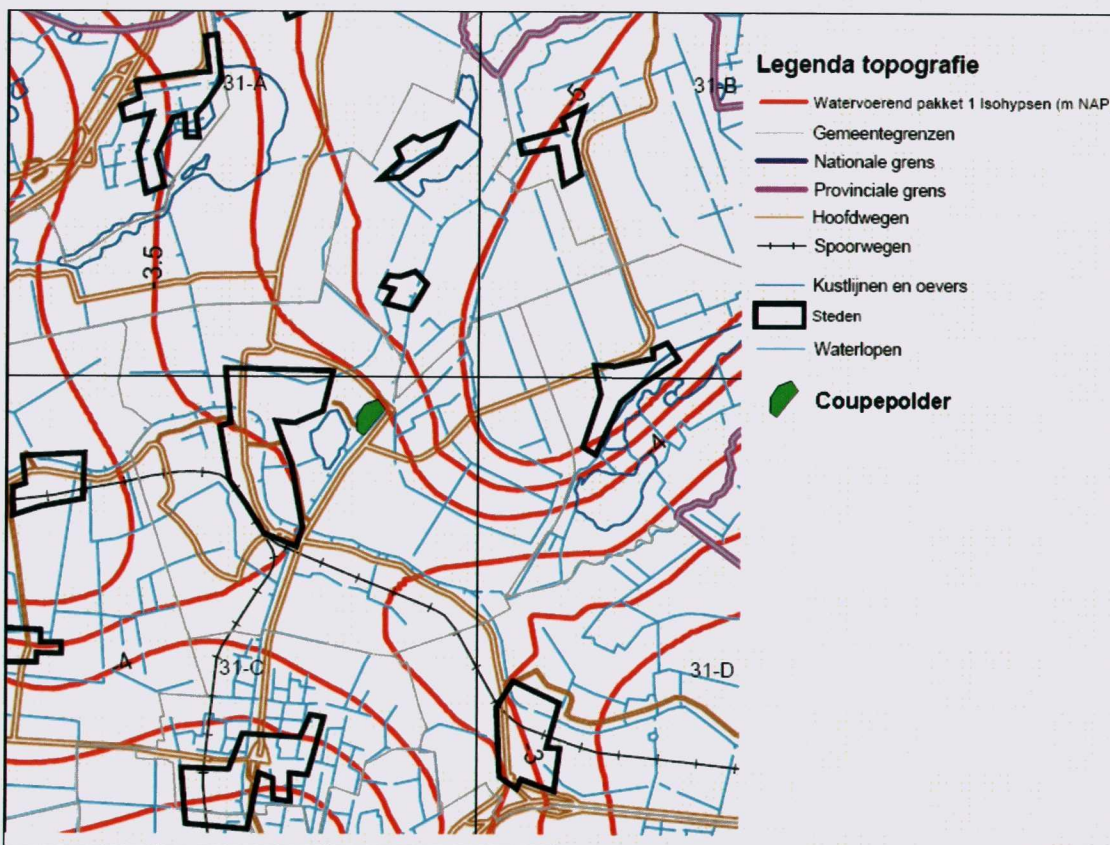 31-A
31-B
5
-3.5
4
31-C
-4
31-D
-3
Legenda topografie
Watervoerend pakket 1 Isohypsen (m NAP
Gemeentegrenzen
Nationale grens
Provinciale grens
Hoofdwegen
Spoorwegen
Kustlijnen en oevers
Steden
Waterlopen
Coupepolder